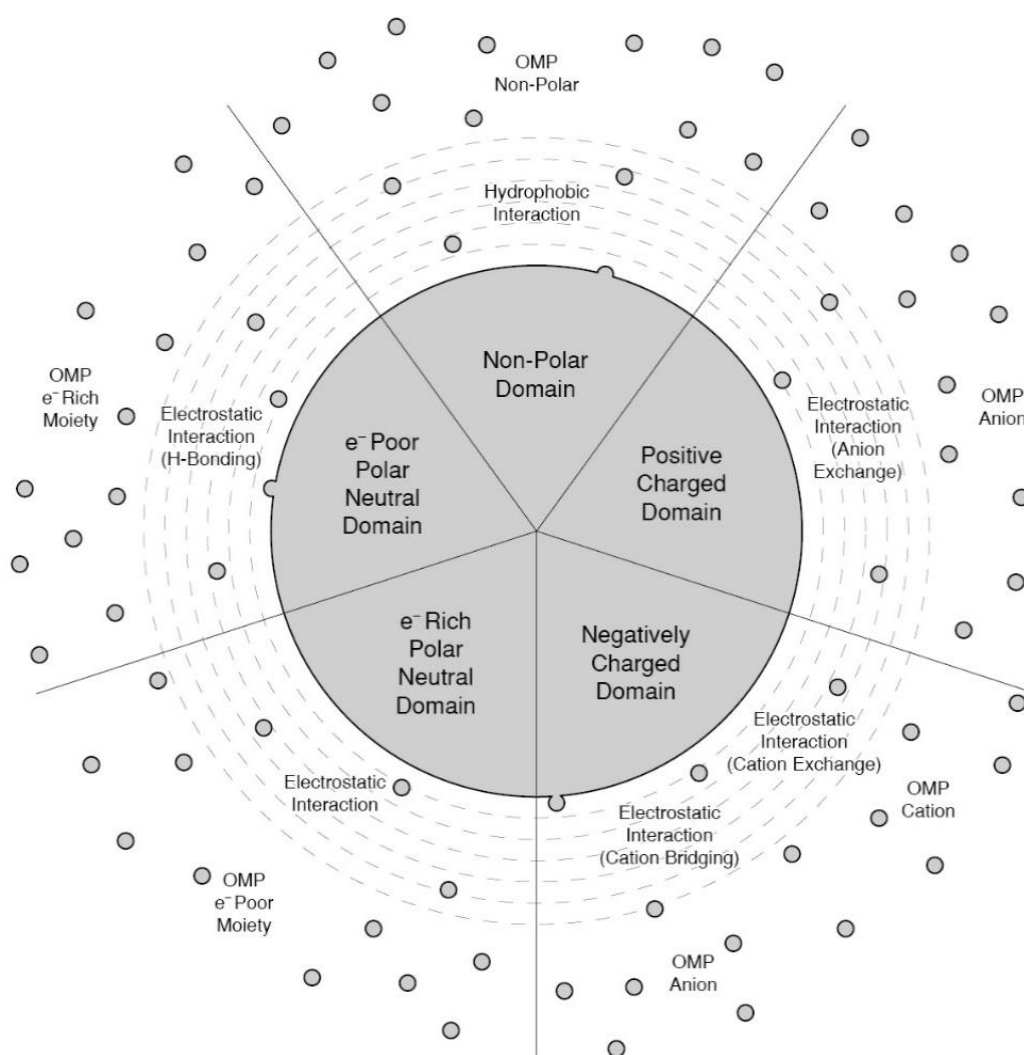 OMP
Non-Polar
Hydrophobic
Interaction
Non-Polar
Domain
OMP
e⁻ Rich
Moiety
Electrostatic
Interaction
(H-Bonding)
e⁻ Poor
Polar
Neutral
Domain
Positive
Charged
Domain
Electrostatic
Interaction
(Anion
Exchange)
OMP
Anion
e⁻ Rich
Polar
Neutral
Domain
Negatively
Charged
Domain
Electrostatic
Interaction
(Cation Exchange)
OMP
Cation
Electrostatic
Interaction
Electrostatic
Interaction
(Cation Bridging)
OMP
e⁻ Poor
Moiety
OMP
Anion